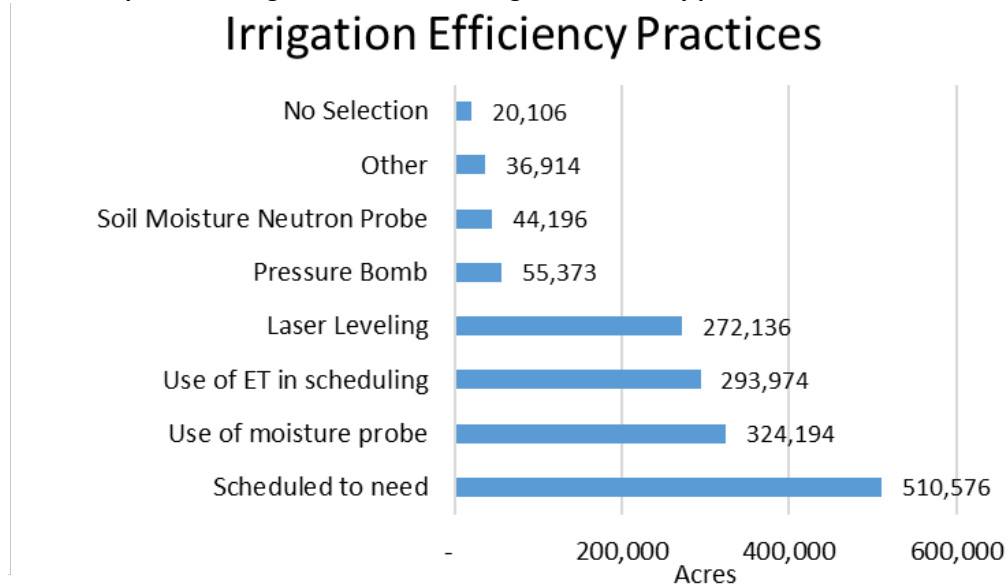 Irrigation Efficiency Practices
No Selection 20,106
Other 36,914
Soil Moisture Neutron Probe 44,196
Pressure Bomb 55,373
Laser Leveling 272,136
Use of ET in scheduling 293,974
Use of moisture probe 324,194
Scheduled to need 510,576
- 200,000 400,000 600,000
Acres